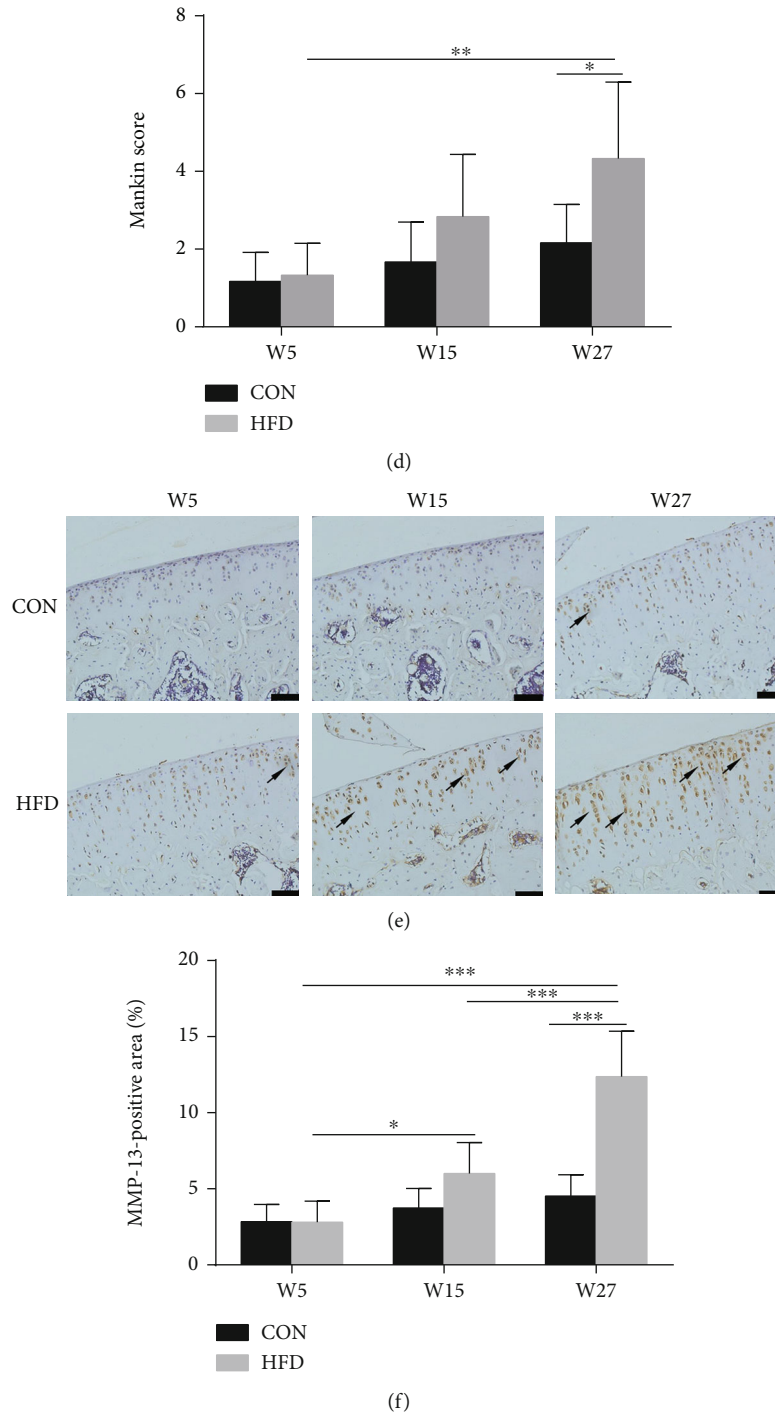 8
6
4
2
0
Mankin score
**
*
W5 W15 W27
CON
HFD
(d)
W5 W15 W27
CON
HFD
(e)
20
15
10
5
0
MMP-13-positive area (%)
***
***
***
*
W5 W15 W27
CON
HFD
(f)